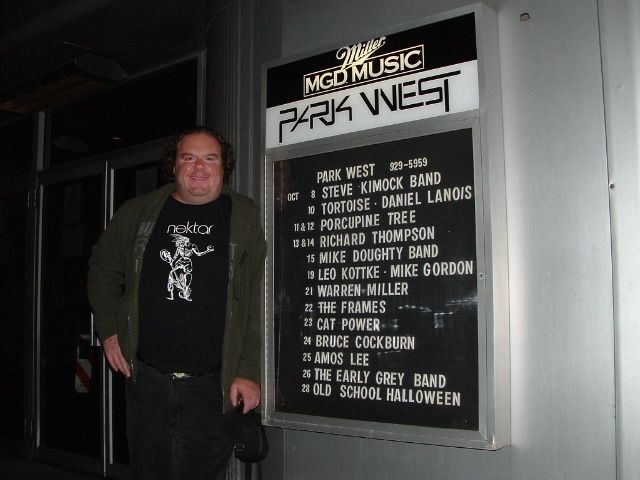 Miller
MGD MUSIC
PARK WEST
PARK WEST 929-5959
OCT 8 STEVE KIMOCK BAND
10 TORTOISE · DANIEL LANOIS
11 & 12 PORCUPINE TREE
13 & 14 RICHARD THOMPSON
15 MIKE DOUGHTY BAND
19 LEO KOTTKE · MIKE GORDON
21 WARREN MILLER
22 THE FRAMES
23 CAT POWER
24 BRUCE COCKBURN
25 AMOS LEE
26 THE EARLY GREY BAND
28 OLD SCHOOL HALLOWEEN
nektar